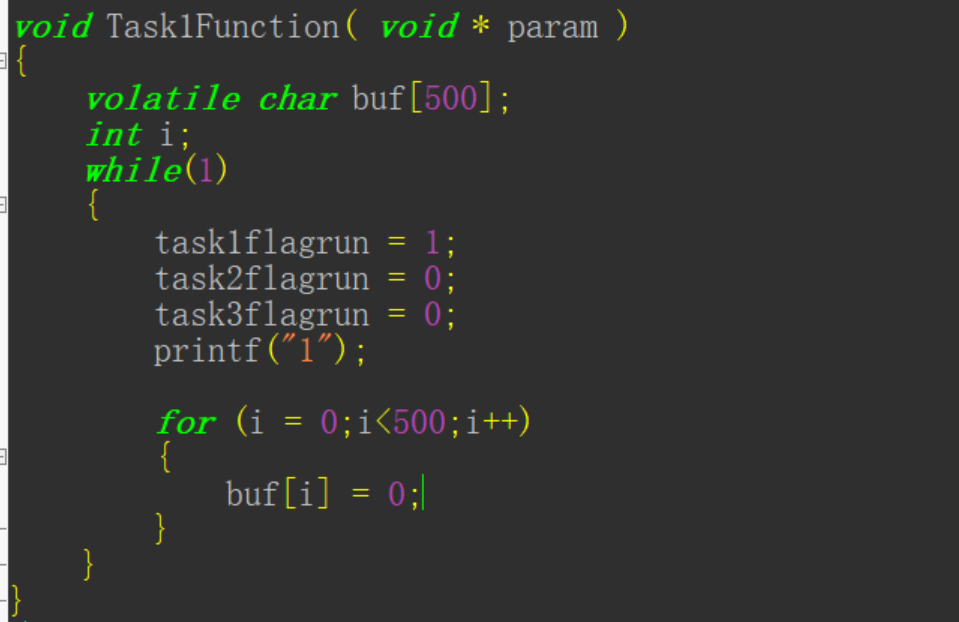 void Task1Function( void * param )
{
    volatile char buf[500];
    int i;
    while(1)
    {
        task1flagrun = 1;
        task2flagrun = 0;
        task3flagrun = 0;
        printf("1");
        for (i = 0;i<500;i++)
        {
            buf[i] = 0;
        }
    }
}